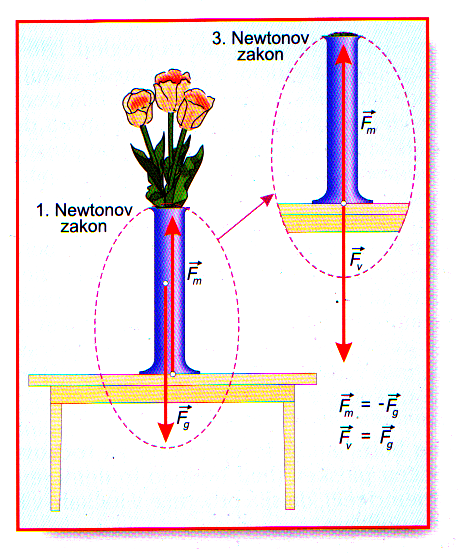 3. Newtonov
zakon
F⃗m
1. Newtonov
zakon
F⃗m
F⃗v
F⃗g
F⃗m = -F⃗g
F⃗v = F⃗g